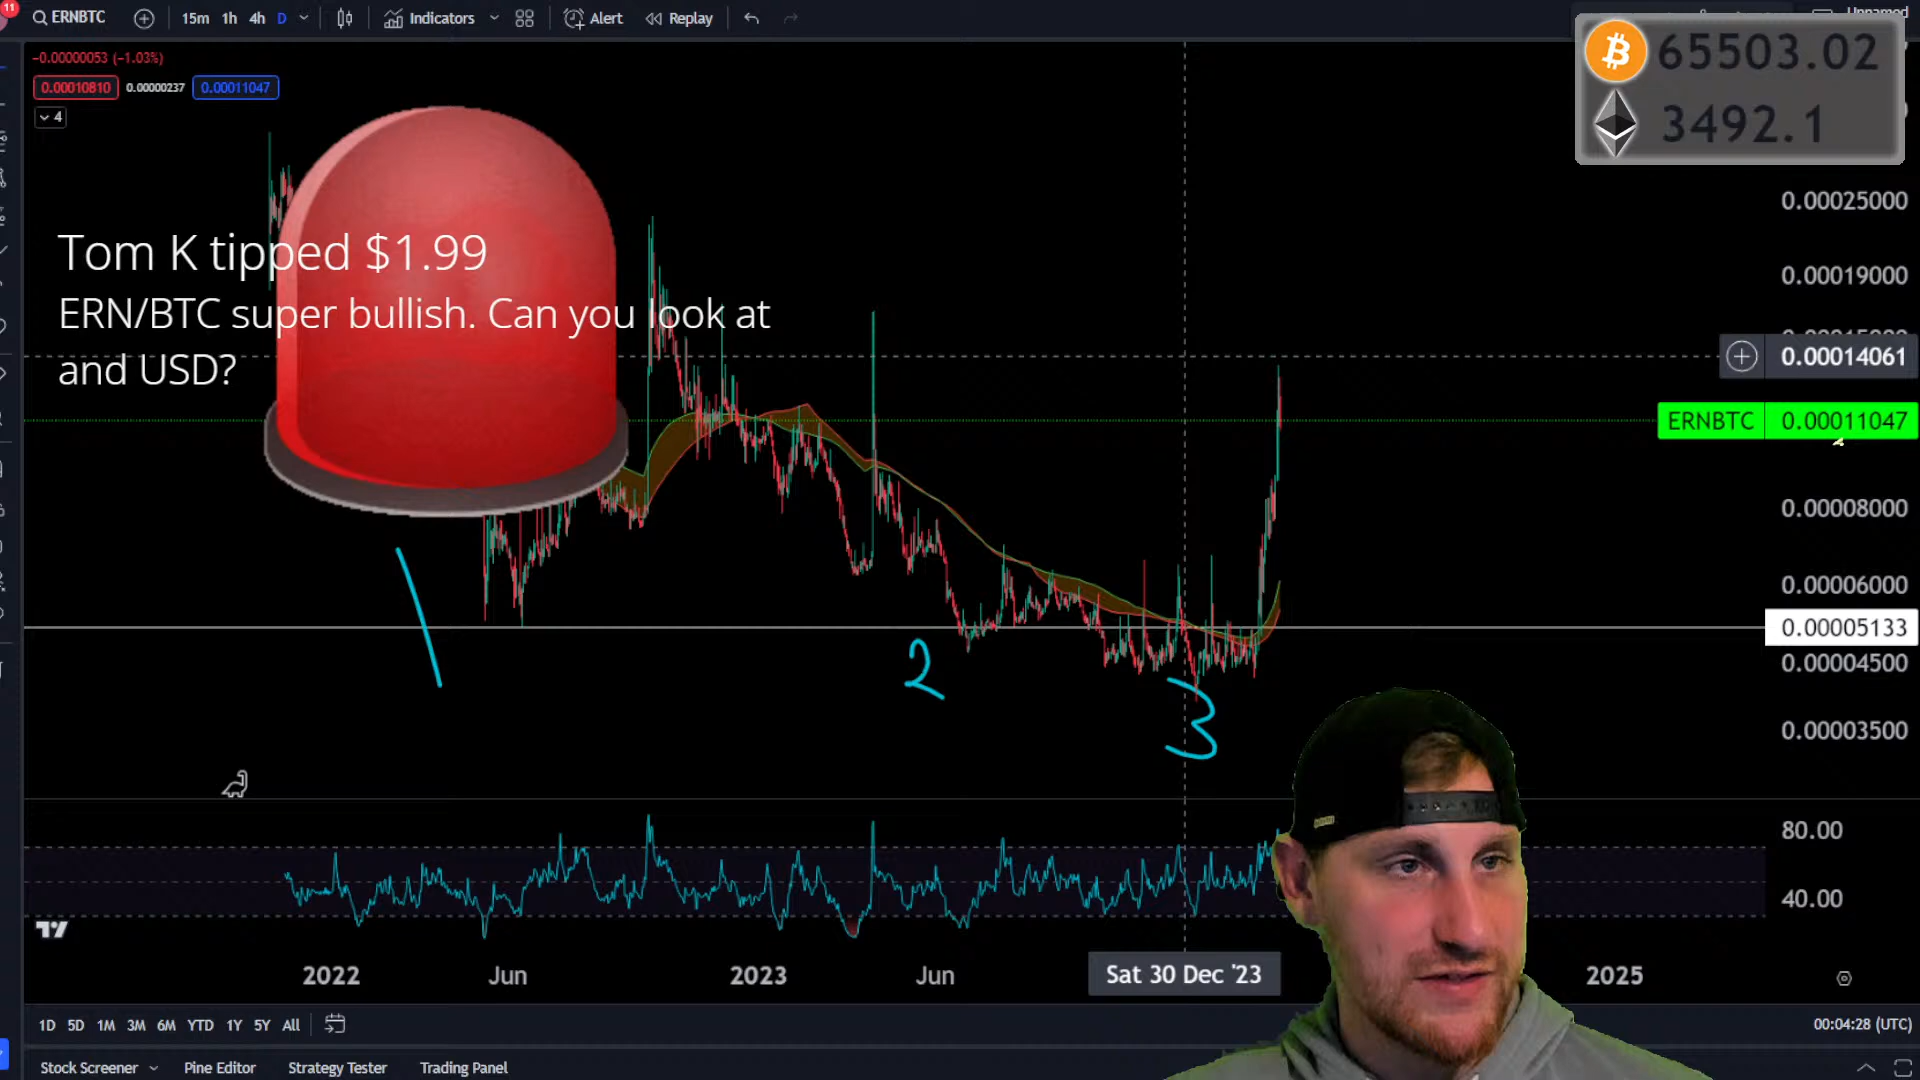 11
ERNBTC
15m 1h 4h D
Indicators
Alert
Replay
Unnamed
−0.00000053 (−1.03%)
0.00010810 0.00000237 0.00011047
4
65503.02
3492.1
Tom K tipped $1.99
ERN/BTC super bullish. Can you look at
and USD?
0.00025000
0.00019000
0.00014061
ERNBTC 0.00011047
0.00008000
0.00006000
0.00005133
0.00004500
0.00003500
1
2
3
80.00
40.00
2022 Jun 2023 Jun Sat 30 Dec '23 2025
1D 5D 1M 3M 6M YTD 1Y 5Y All
00:04:28 (UTC)
Stock Screener Pine Editor Strategy Tester Trading Panel